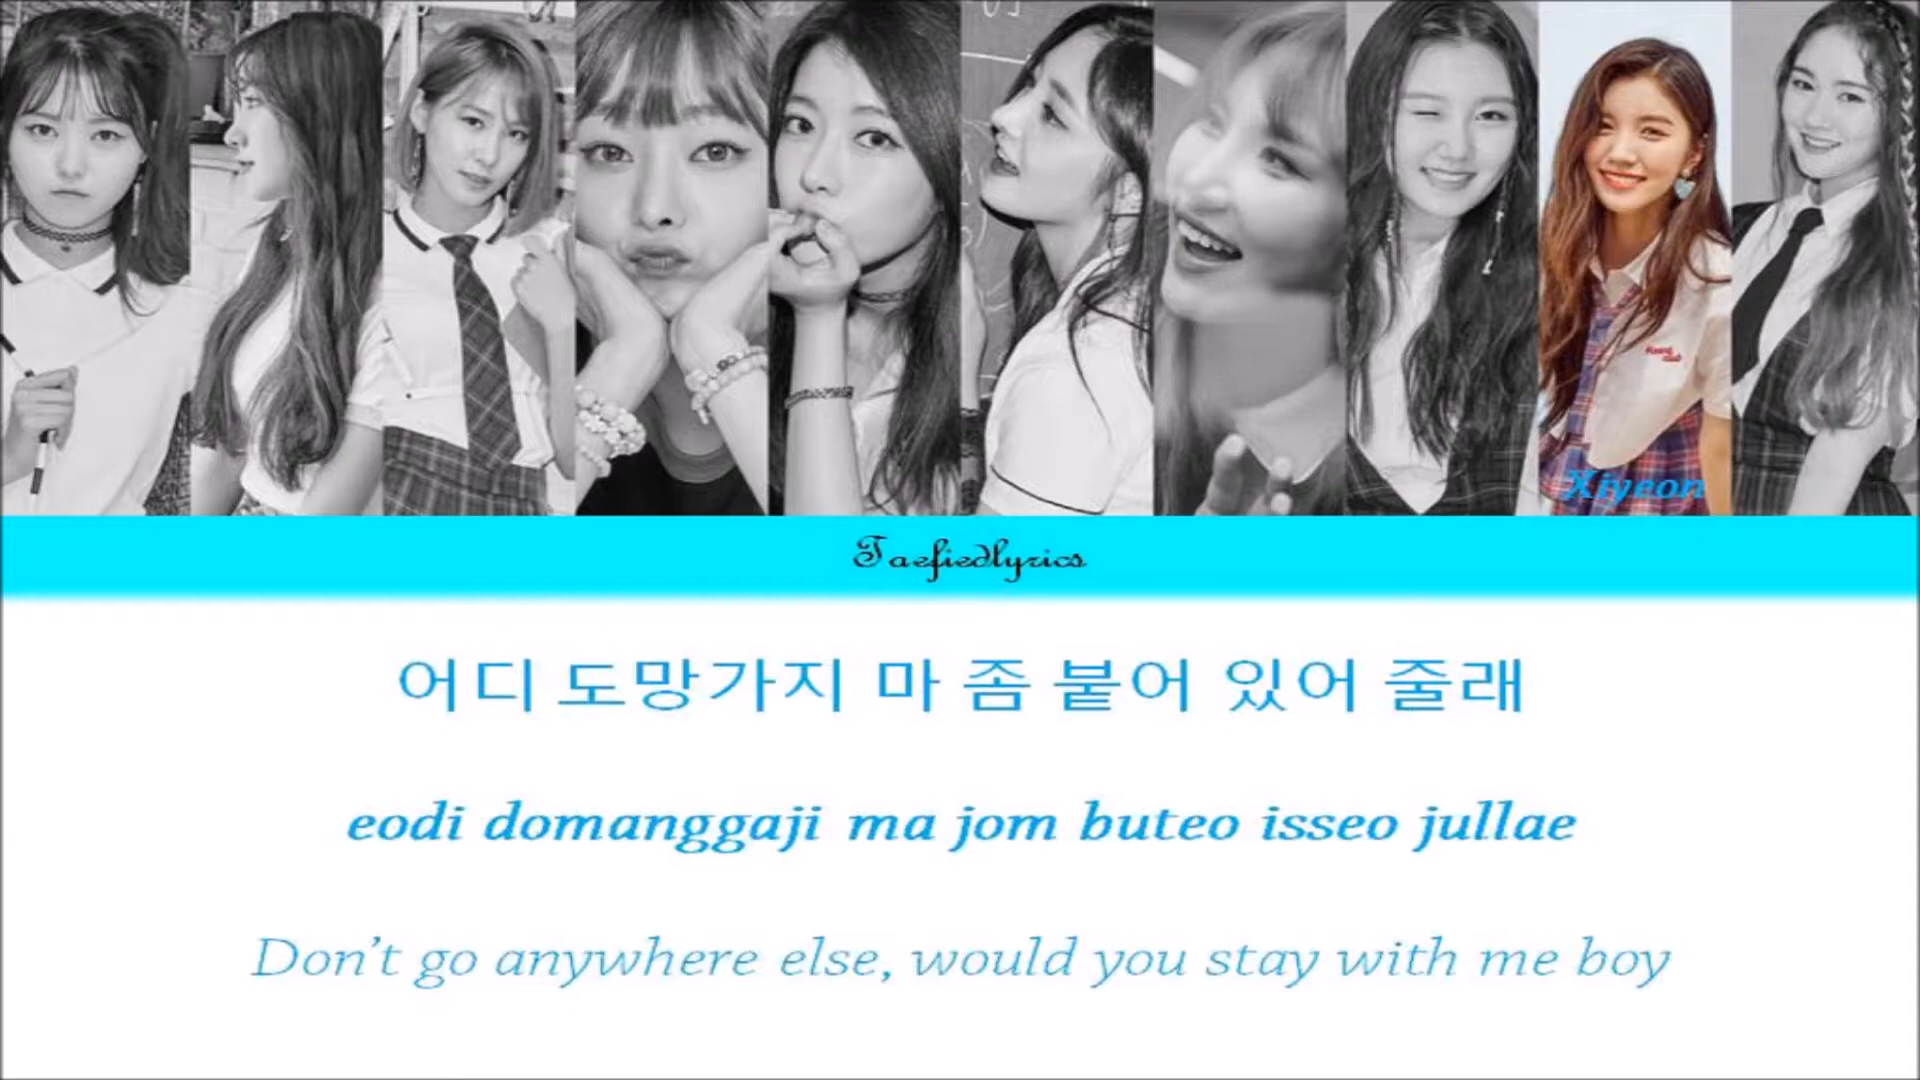 Xiyeon
Taefiedlyrics
어디 도망가지 마 좀 붙어 있어 줄래
eodi domanggaji ma jom buteo isseo jullae
Don't go anywhere else, would you stay with me boy